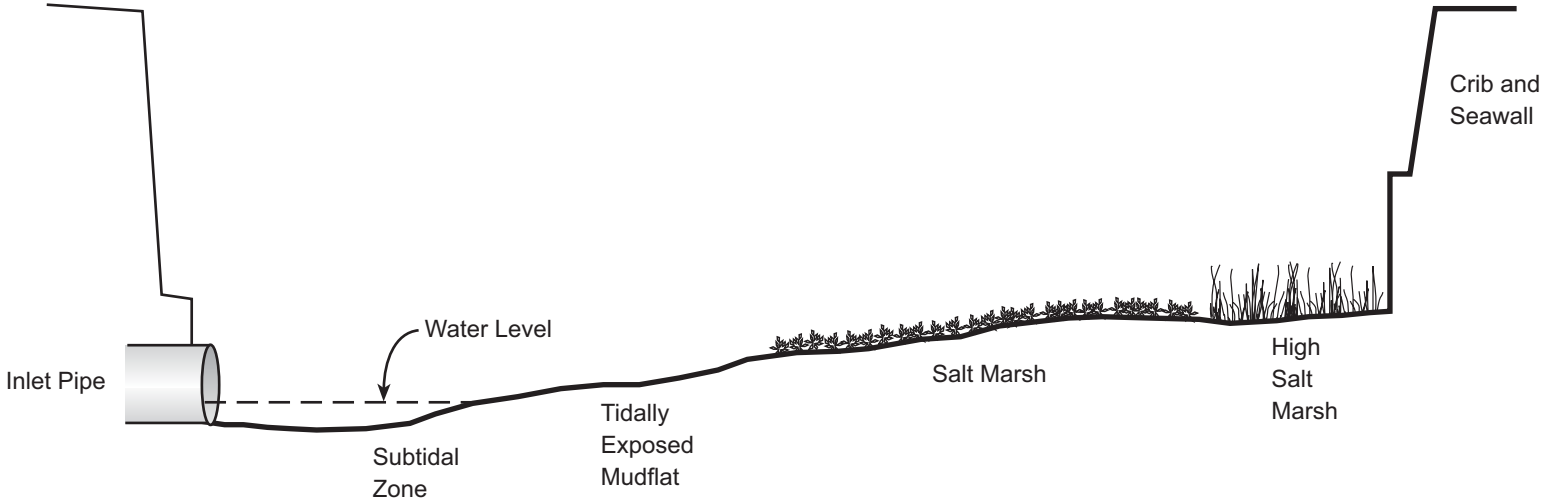 Crib and
Seawall
Water Level
Inlet Pipe
High
Salt
Marsh
Salt Marsh
Tidally
Exposed
Mudflat
Subtidal
Zone